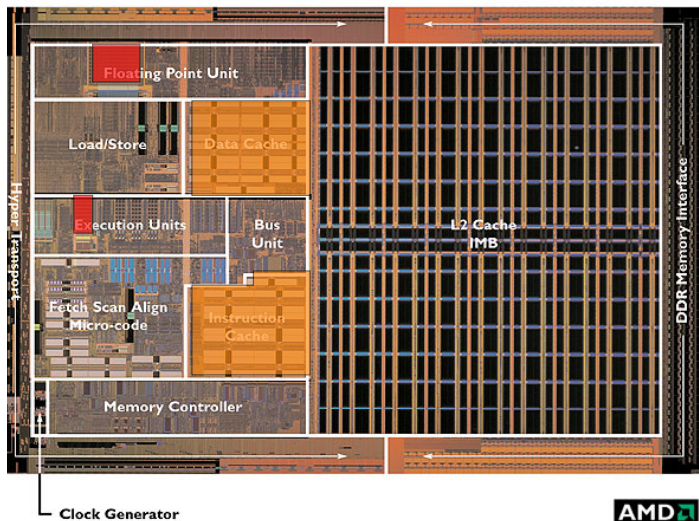 Floating Point Unit
Load/Store
Data Cache
Hyper Transport
Execution Units
Bus
Unit
L2 Cache
IMB
DDR Memory Interface
Fetch Scan Align
Micro-code
Instruction
Cache
Memory Controller
Clock Generator
AMD